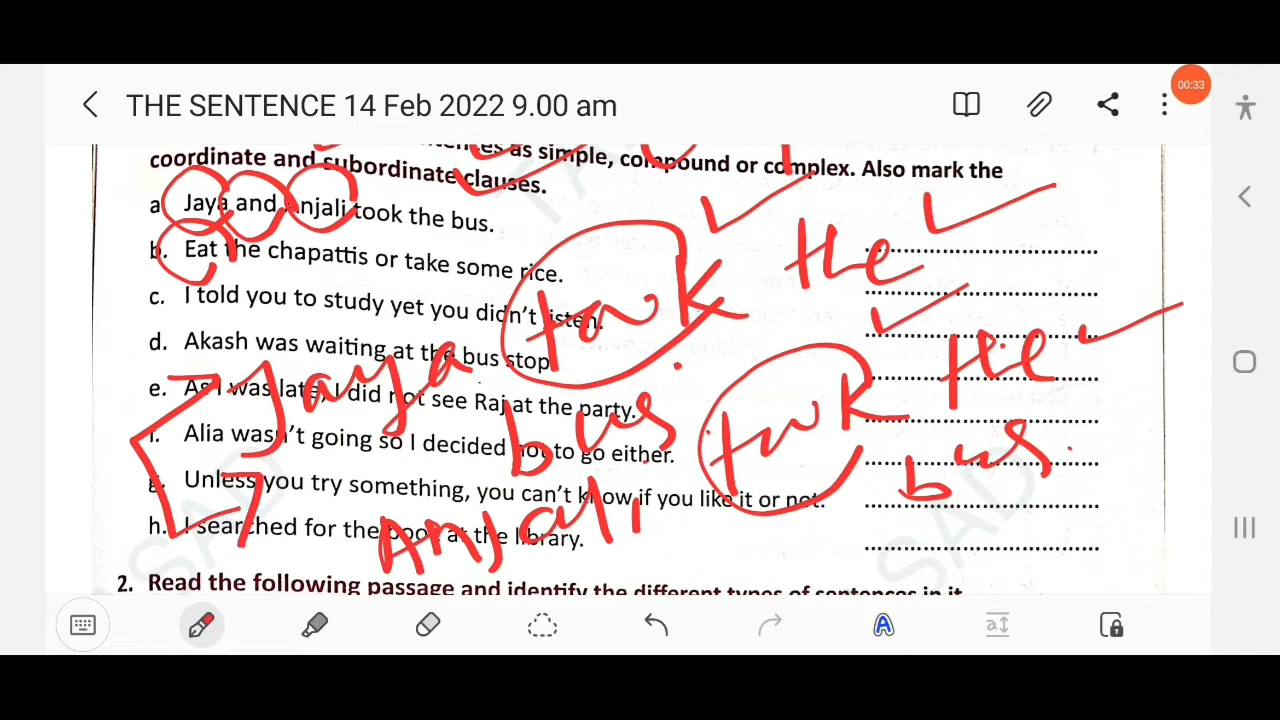 00:33
THE SENTENCE 14 Feb 2022 9.00 am
sentences as simple, compound or complex. Also mark the
coordinate and subordinate clauses.
a. Jaya and Anjali took the bus. ........................................
b. Eat the chapattis or take some rice. ........................................
c. I told you to study yet you didn't listen. ........................................
d. Akash was waiting at the bus stop. ........................................
e. As I was late, I did not see Raj at the party. ........................................
f. Alia wasn't going so I decided not to go either. ........................................
g. Unless you try something, you can't know if you like it or not. ........................................
h. I searched for the book at the library. ........................................
2. Read the following passage and identify the different types of sentences in it
Jaya took the
bus.
Anjali took the
bus.
SAD
SAD